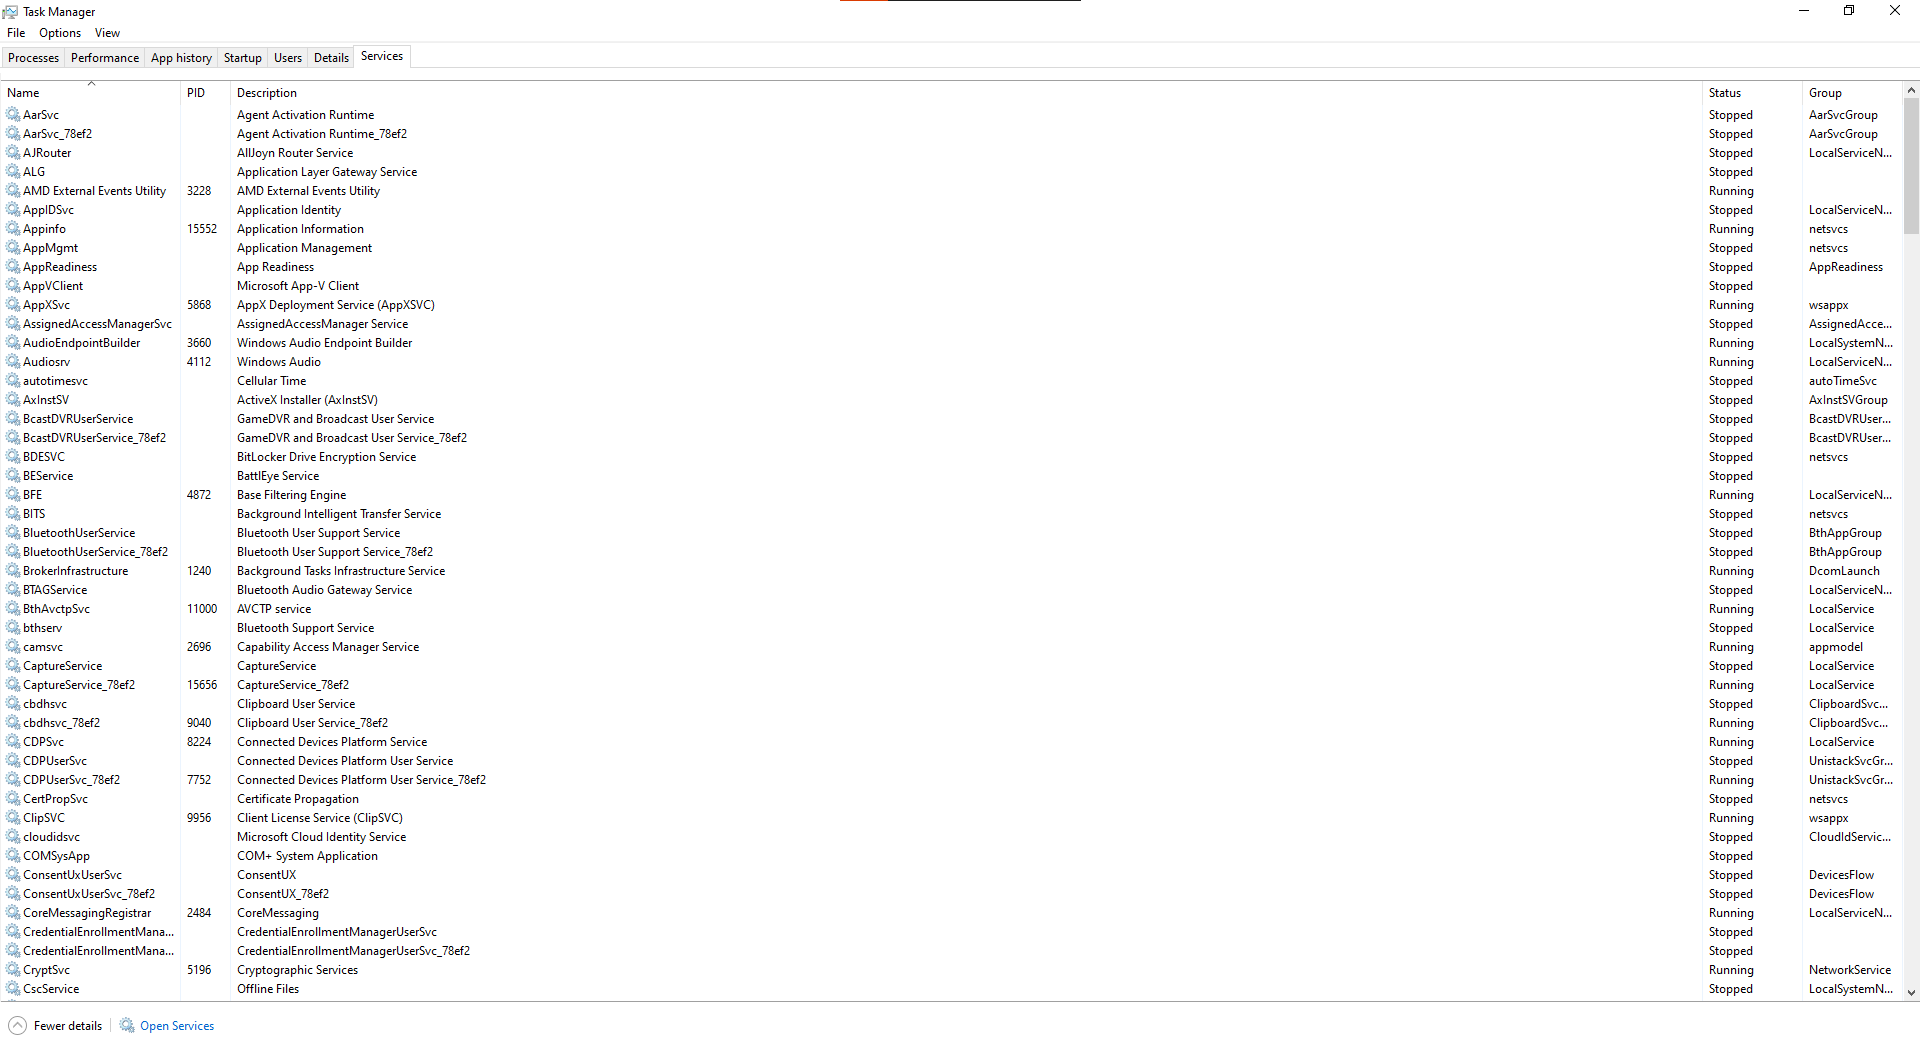 Task Manager
File Options View
Processes Performance App history Startup Users Details Services
Name PID Description Status Group
AarSvc Agent Activation Runtime Stopped AarSvcGroup
AarSvc_78ef2 Agent Activation Runtime_78ef2 Stopped AarSvcGroup
AJRouter AllJoyn Router Service Stopped LocalServiceN...
ALG Application Layer Gateway Service Stopped
AMD External Events Utility 3228 AMD External Events Utility Running
AppIDSvc Application Identity Stopped LocalServiceN...
Appinfo 15552 Application Information Running netsvcs
AppMgmt Application Management Stopped netsvcs
AppReadiness App Readiness Stopped AppReadiness
AppVClient Microsoft App-V Client Stopped
AppXSvc 5868 AppX Deployment Service (AppXSVC) Running wsappx
AssignedAccessManagerSvc AssignedAccessManager Service Stopped AssignedAcce...
AudioEndpointBuilder 3660 Windows Audio Endpoint Builder Running LocalSystemN...
Audiosrv 4112 Windows Audio Running LocalServiceN...
autotimesvc Cellular Time Stopped autoTimeSvc
AxInstSV ActiveX Installer (AxInstSV) Stopped AxInstSVGroup
BcastDVRUserService GameDVR and Broadcast User Service Stopped BcastDVRUser...
BcastDVRUserService_78ef2 GameDVR and Broadcast User Service_78ef2 Stopped BcastDVRUser...
BDESVC BitLocker Drive Encryption Service Stopped netsvcs
BEService BattlEye Service Stopped
BFE 4872 Base Filtering Engine Running LocalServiceN...
BITS Background Intelligent Transfer Service Stopped netsvcs
BluetoothUserService Bluetooth User Support Service Stopped BthAppGroup
BluetoothUserService_78ef2 Bluetooth User Support Service_78ef2 Stopped BthAppGroup
BrokerInfrastructure 1240 Background Tasks Infrastructure Service Running DcomLaunch
BTAGService Bluetooth Audio Gateway Service Stopped LocalServiceN...
BthAvctpSvc 11000 AVCTP service Running LocalService
bthserv Bluetooth Support Service Stopped LocalService
camsvc 2696 Capability Access Manager Service Running appmodel
CaptureService CaptureService Stopped LocalService
CaptureService_78ef2 15656 CaptureService_78ef2 Running LocalService
cbdhsvc Clipboard User Service Stopped ClipboardSvc...
cbdhsvc_78ef2 9040 Clipboard User Service_78ef2 Running ClipboardSvc...
CDPSvc 8224 Connected Devices Platform Service Running LocalService
CDPUserSvc Connected Devices Platform User Service Stopped UnistackSvcGr...
CDPUserSvc_78ef2 7752 Connected Devices Platform User Service_78ef2 Running UnistackSvcGr...
CertPropSvc Certificate Propagation Stopped netsvcs
ClipSVC 9956 Client License Service (ClipSVC) Running wsappx
cloudidsvc Microsoft Cloud Identity Service Stopped CloudIdServic...
COMSysApp COM+ System Application Stopped
ConsentUxUserSvc ConsentUX Stopped DevicesFlow
ConsentUxUserSvc_78ef2 ConsentUX_78ef2 Stopped DevicesFlow
CoreMessagingRegistrar 2484 CoreMessaging Running LocalServiceN...
CredentialEnrollmentMana... CredentialEnrollmentManagerUserSvc Stopped
CredentialEnrollmentMana... CredentialEnrollmentManagerUserSvc_78ef2 Stopped
CryptSvc 5196 Cryptographic Services Running NetworkService
CscService Offline Files Stopped LocalSystemN...
Fewer details Open Services